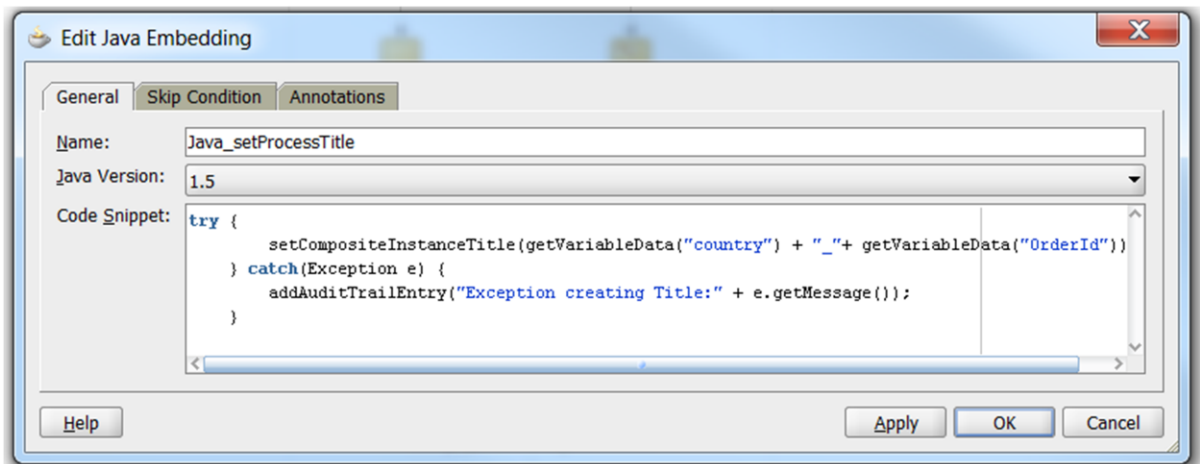 Edit Java Embedding
General Skip Condition Annotations
Name: Java_setProcessTitle
Java Version: 1.5
Code Snippet: try {
setCompositeInstanceTitle(getVariableData("country") + "_"+ getVariableData("OrderId"))
} catch(Exception e) {
addAuditTrailEntry("Exception creating Title:" + e.getMessage());
}
Help Apply OK Cancel